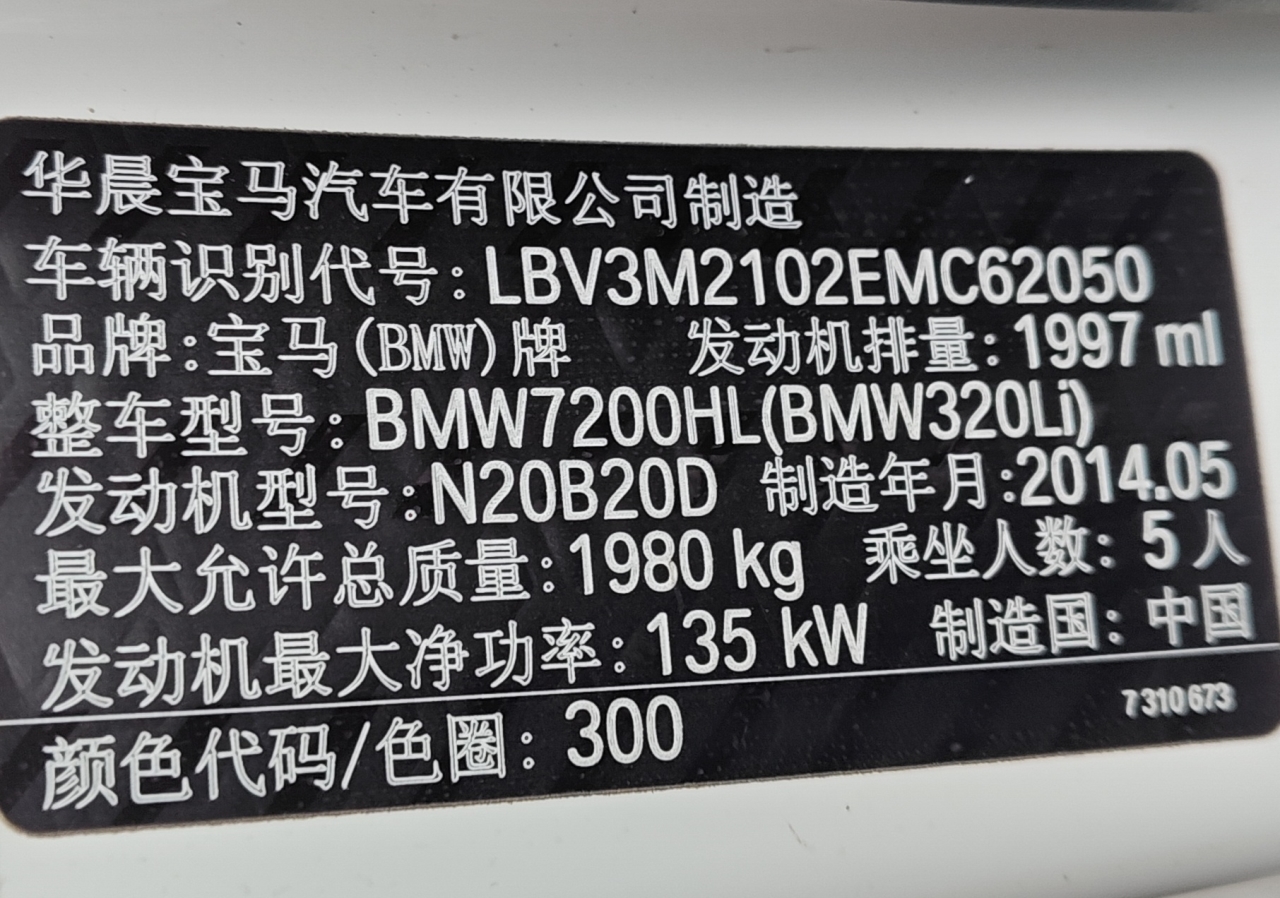 华晨宝马汽车有限公司制造
车辆识别代号:LBV3M2102EMC62050
品牌:宝马(BMW)牌 发动机排量:1997 ml
整车型号:BMW7200HL(BMW320Li)
发动机型号:N20B20D 制造年月:2014.05
最大允许总质量:1980 kg 乘坐人数:5人
发动机最大净功率:135 kW 制造国:中国
7310673
颜色代码/色圈:300